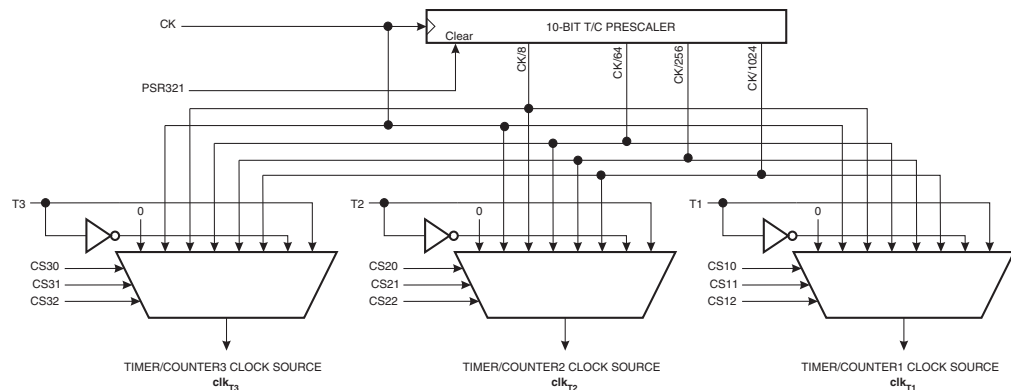 CK
10-BIT T/C PRESCALER
Clear
CK/8
CK/64
CK/256
CK/1024
PSR321
T3
0
T2
0
T1
0
CS30
CS31
CS32
CS20
CS21
CS22
CS10
CS11
CS12
TIMER/COUNTER3 CLOCK SOURCE
clkT3
TIMER/COUNTER2 CLOCK SOURCE
clkT2
TIMER/COUNTER1 CLOCK SOURCE
clkT1